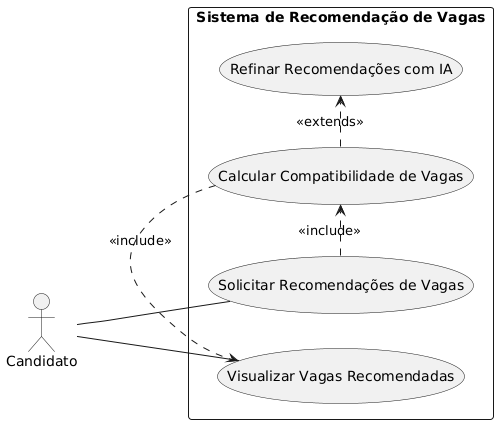 Sistema de Recomendação de Vagas
Refinar Recomendações com IA
«extends»
Calcular Compatibilidade de Vagas
«include»
«include»
Solicitar Recomendações de Vagas
Candidato
Visualizar Vagas Recomendadas